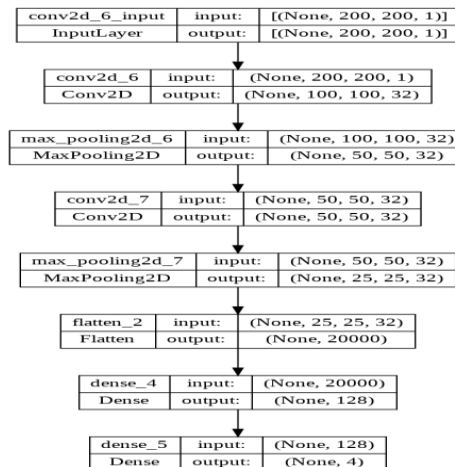 conv2d_6_input input: [(None, 200, 200, 1)]
InputLayer output: [(None, 200, 200, 1)]
conv2d_6 input: (None, 200, 200, 1)
Conv2D output: (None, 100, 100, 32)
max_pooling2d_6 input: (None, 100, 100, 32)
MaxPooling2D output: (None, 50, 50, 32)
conv2d_7 input: (None, 50, 50, 32)
Conv2D output: (None, 50, 50, 32)
max_pooling2d_7 input: (None, 50, 50, 32)
MaxPooling2D output: (None, 25, 25, 32)
flatten_2 input: (None, 25, 25, 32)
Flatten output: (None, 20000)
dense_4 input: (None, 20000)
Dense output: (None, 128)
dense_5 input: (None, 128)
Dense output: (None, 4)